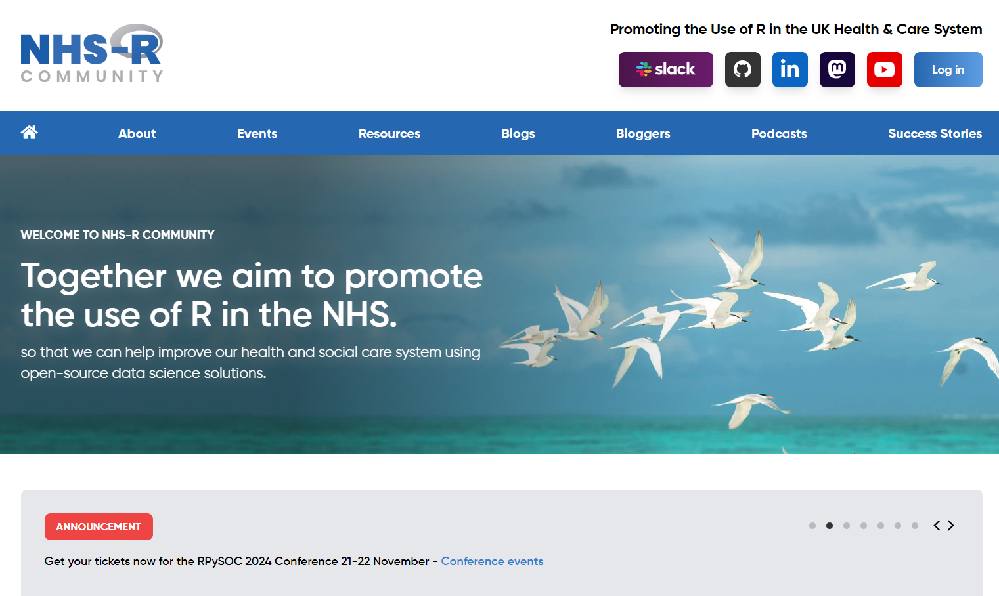 NHS-R
COMMUNITY
Promoting the Use of R in the UK Health & Care System
slack
in
m
Log in
About
Events
Resources
Blogs
Bloggers
Podcasts
Success Stories
WELCOME TO NHS-R COMMUNITY
Together we aim to promote
the use of R in the NHS.
so that we can help improve our health and social care system using
open-source data science solutions.
ANNOUNCEMENT
Get your tickets now for the RPySOC 2024 Conference 21-22 November - Conference events